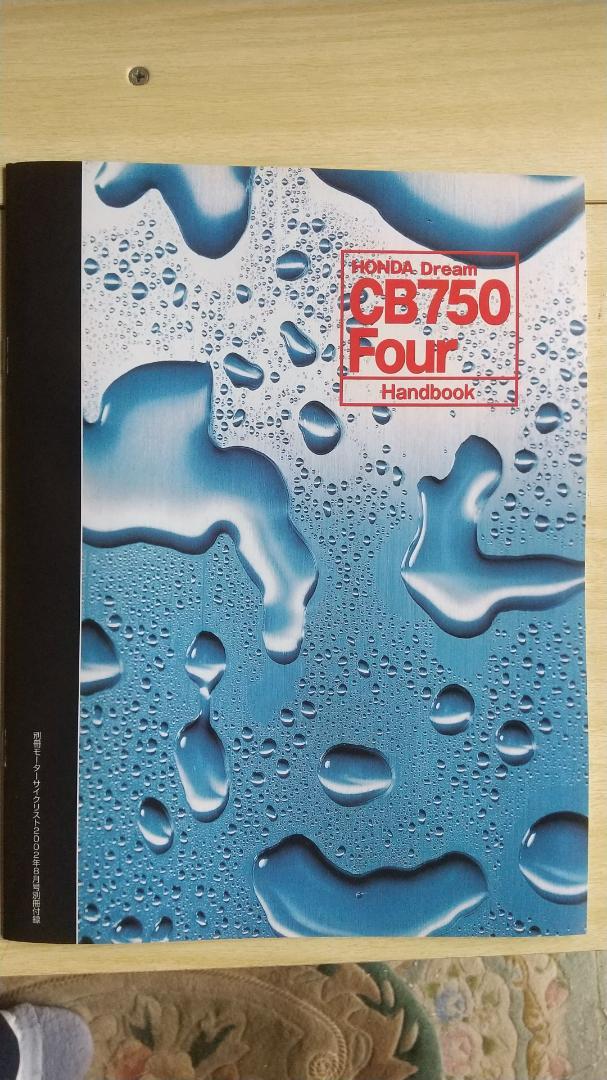 HONDA Dream
CB750
Four
Handbook
別冊モーターサイクリスト2002年8月号別冊付録